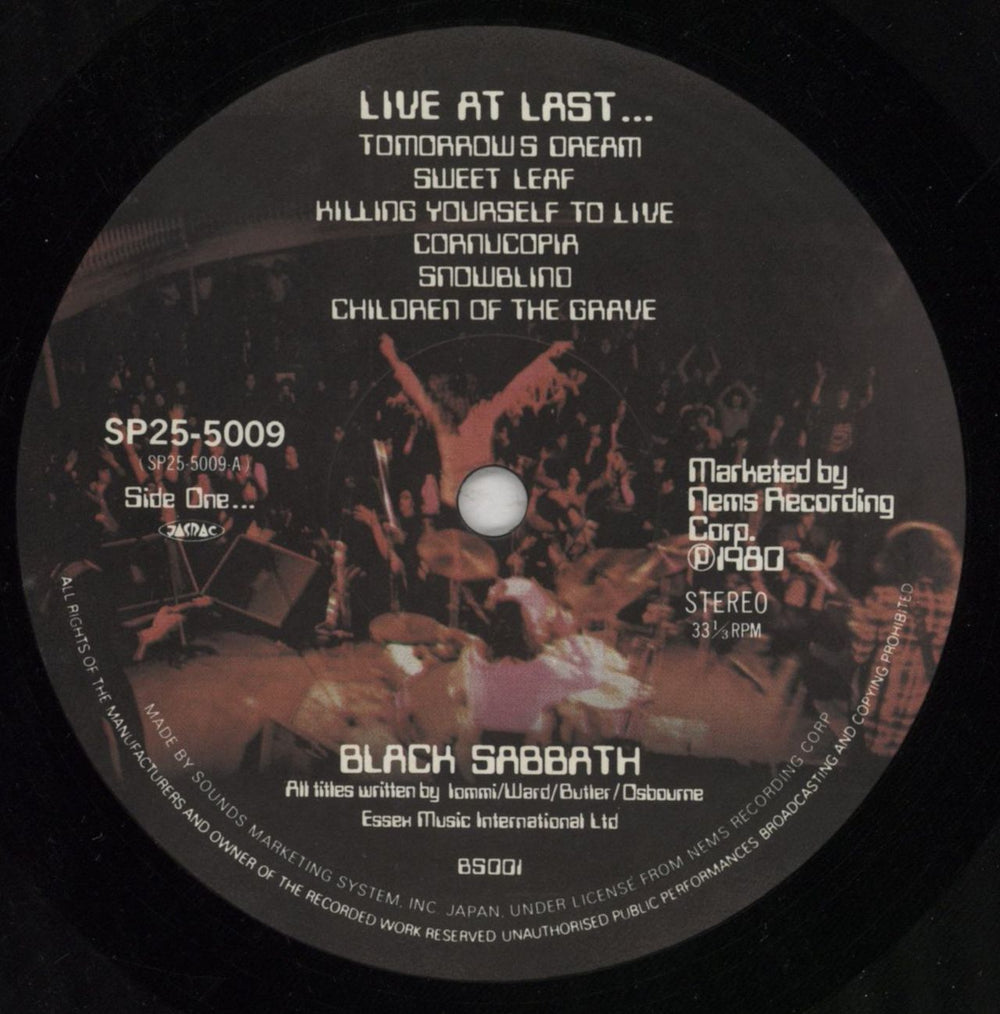 LIVE AT LAST...
TOMORROWS DREAM
SWEET LEAF
KILLING YOURSELF TO LIVE
CORNUCOPIA
SNOWBLIND
CHILDREN OF THE GRAVE
SP25-5009
(SP25-5009-A)
Side One...
JASRAC
Marketed by
Nems Recording
Corp.
℗1980
STEREO
33⅓RPM
BLACK SABBATH
All titles written by Iommi/Ward/Butler/Osbourne
Essex Music International Ltd
BS001
MADE BY SOUNDS MARKETING SYSTEM, INC. JAPAN, UNDER LICENSE FROM NEMS RECORDING CORP
ALL RIGHTS OF THE MANUFACTURERS AND OWNER OF THE RECORDED WORK RESERVED UNAUTHORISED PUBLIC PERFORMANCES BROADCASTING AND COPYING PROHIBITED